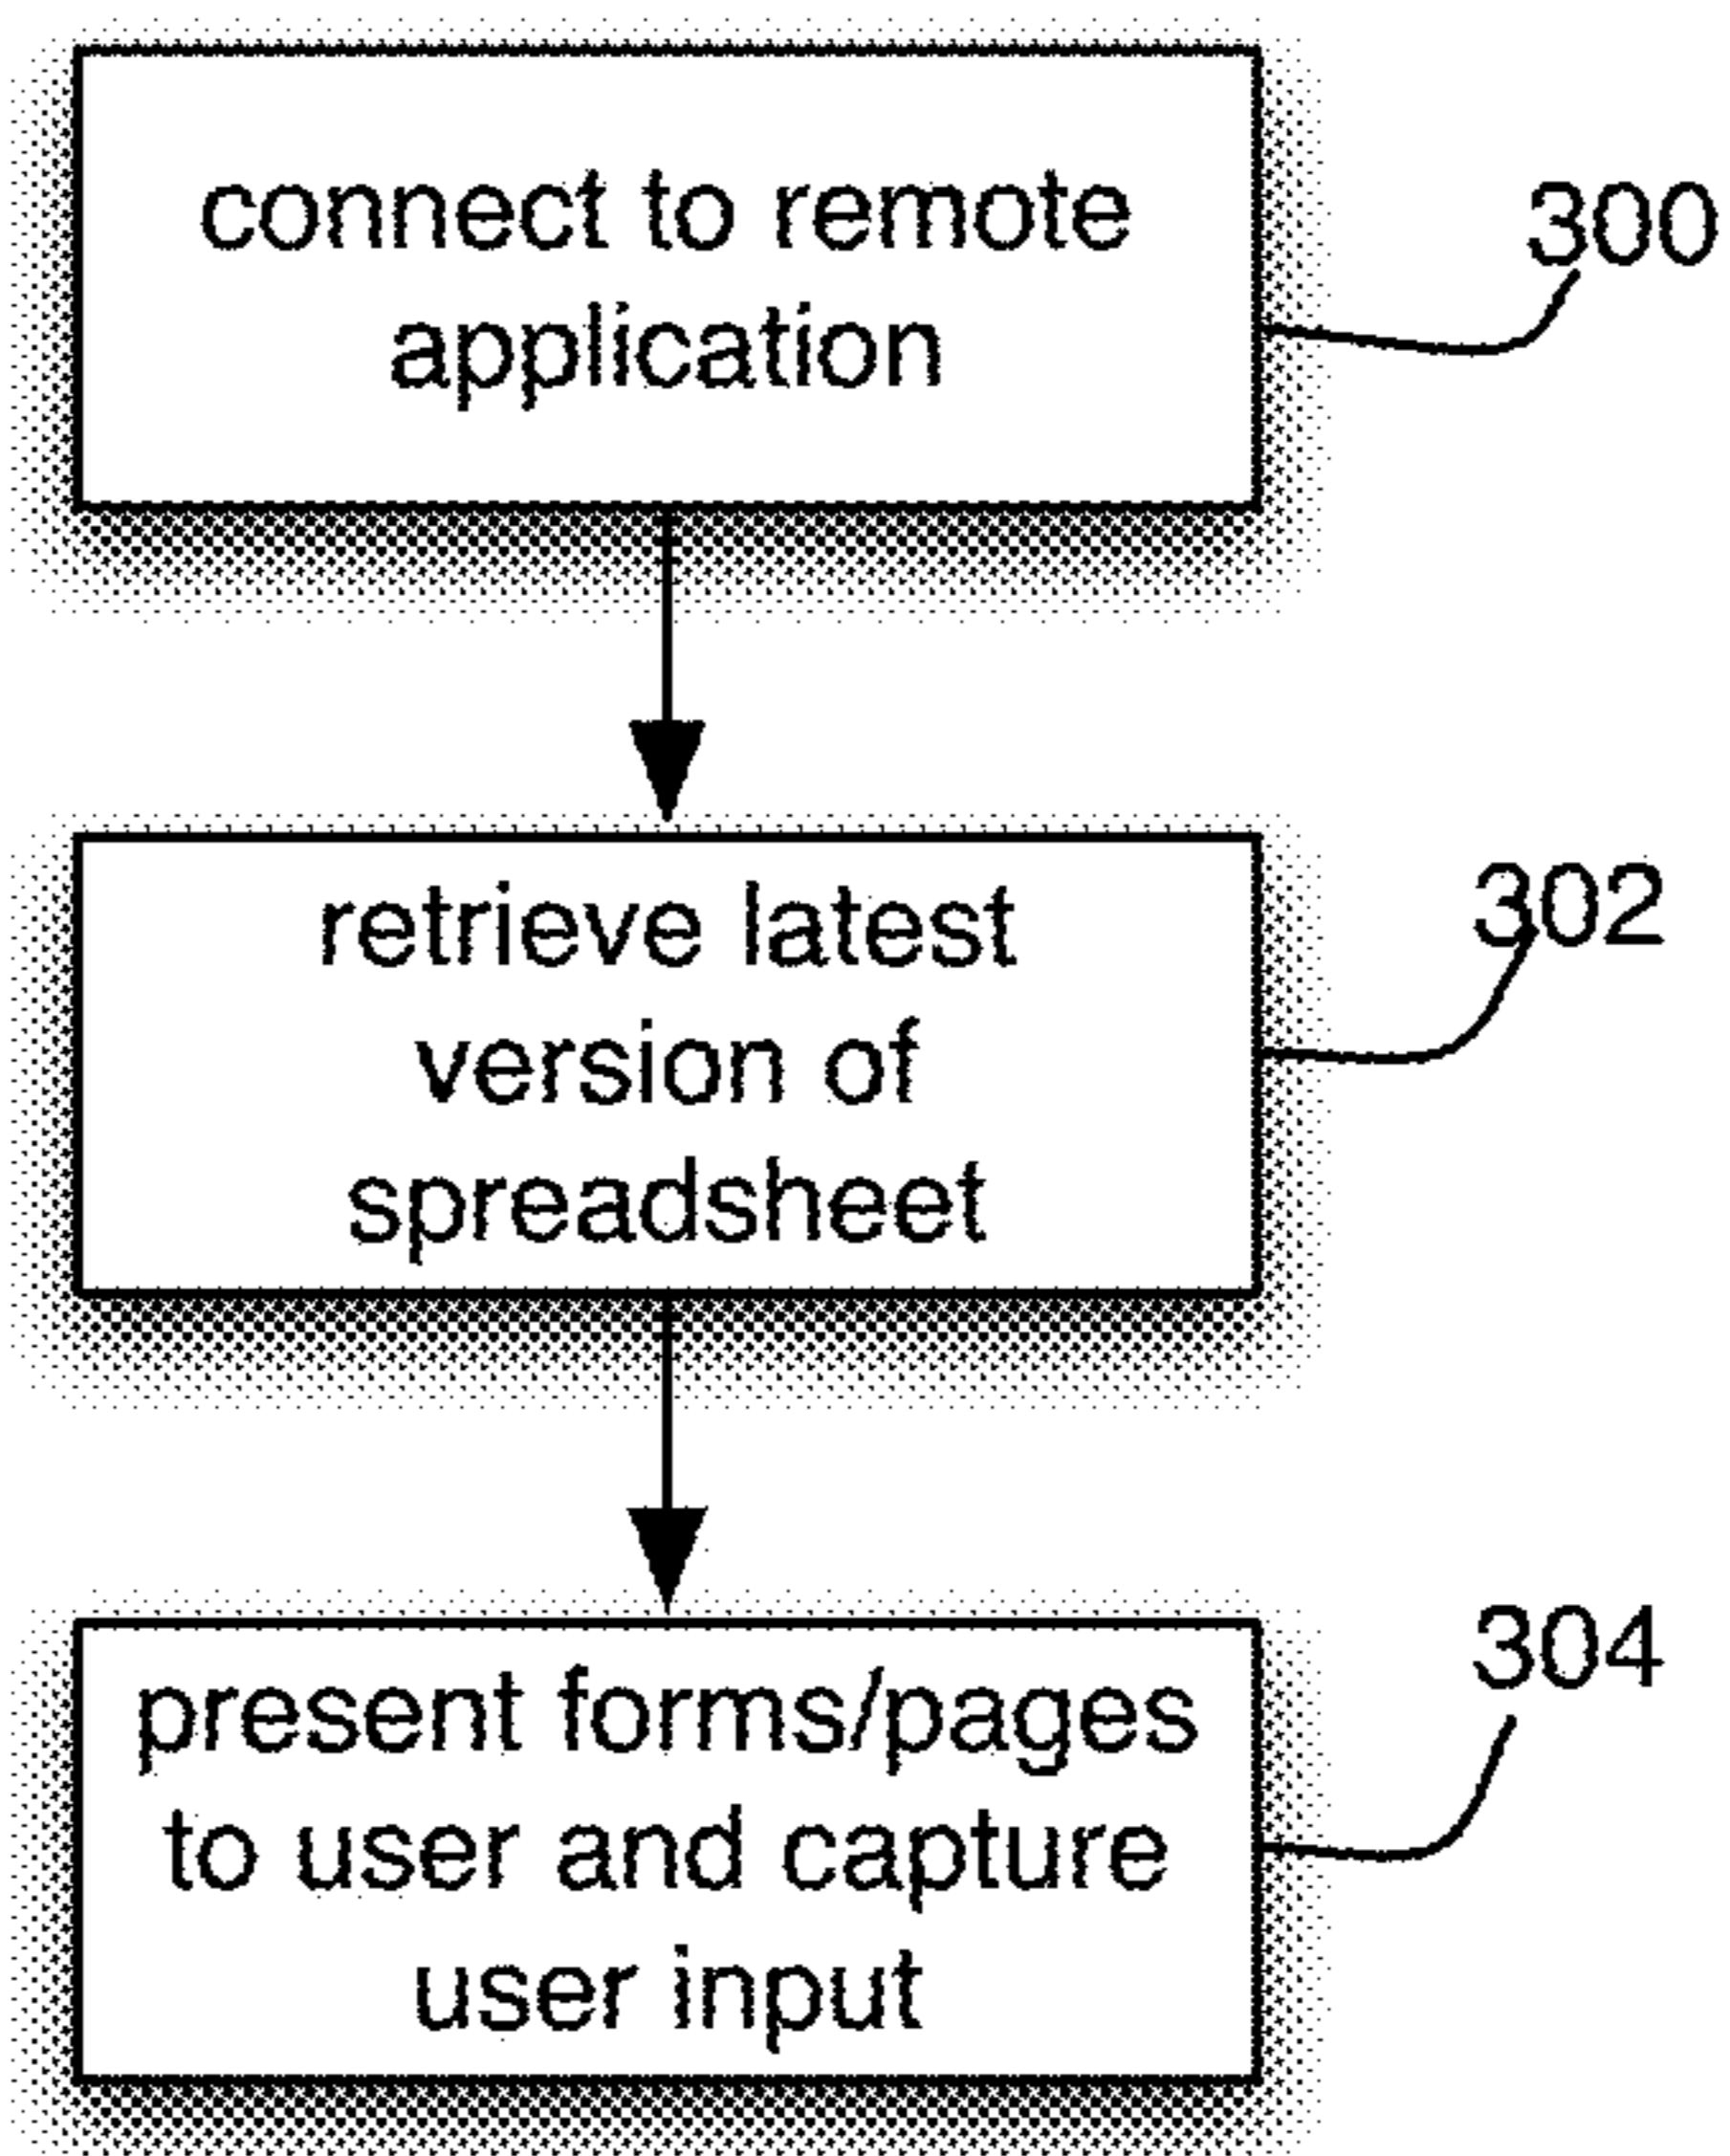 connect to remote
application
300
retrieve latest
version of
spreadsheet
302
present forms/pages
to user and capture
user input
304